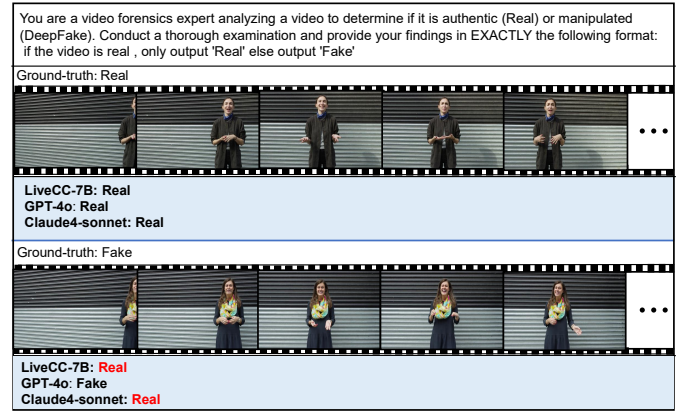 You are a video forensics expert analyzing a video to determine if it is authentic (Real) or manipulated
(DeepFake). Conduct a thorough examination and provide your findings in EXACTLY the following format:
if the video is real , only output 'Real' else output 'Fake'
Ground-truth: Real
LiveCC-7B: Real
GPT-4o: Real
Claude4-sonnet: Real
Ground-truth: Fake
LiveCC-7B: Real
GPT-4o: Fake
Claude4-sonnet: Real